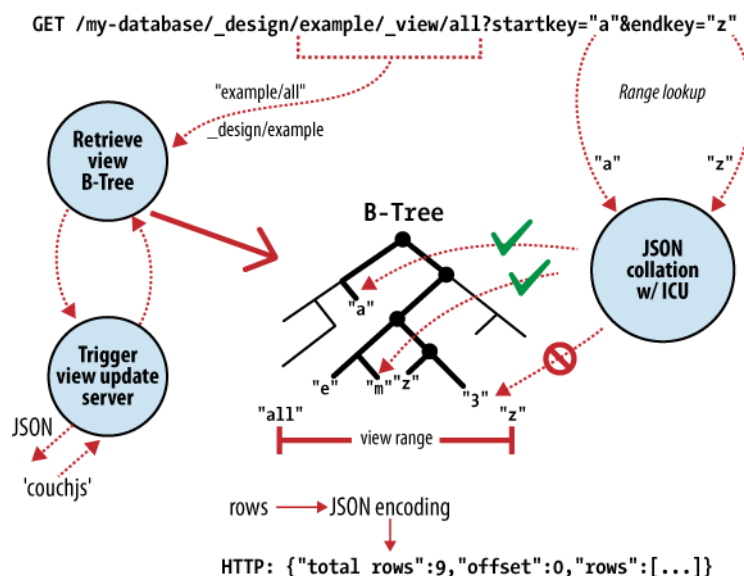 GET /my-database/_design/example/_view/all?startkey="a"&endkey="z"
"example/all"
_design/example
Range lookup
Retrieve
view
B-Tree
"a"
"z"
B-Tree
JSON
collation
w/ ICU
"a"
Trigger
view update
server
"e"
"m"
"z"
"3"
"all"
"z"
view range
JSON
'couchjs'
rows
JSON encoding
HTTP: {"total rows":9,"offset":0,"rows":[...]}